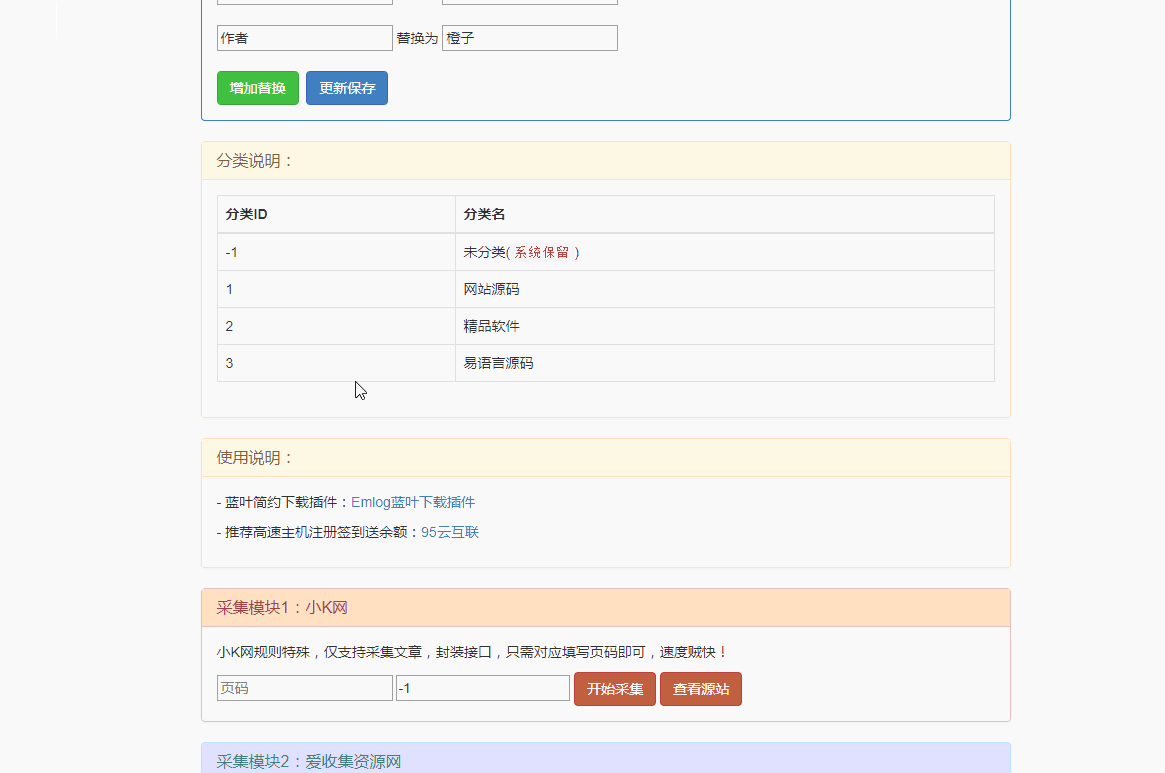 作者 替换为 橙子
增加替换 更新保存
分类说明：
分类ID 分类名
-1 未分类( 系统保留 )
1 网站源码
2 精品软件
3 易语言源码
使用说明：
- 蓝叶简约下载插件：Emlog蓝叶下载插件
- 推荐高速主机注册签到送余额：95云互联
采集模块1：小K网
小K网规则特殊，仅支持采集文章，封装接口，只需对应填写页码即可，速度贼快！
页码 -1 开始采集 查看源站
采集模块2：爱收集资源网